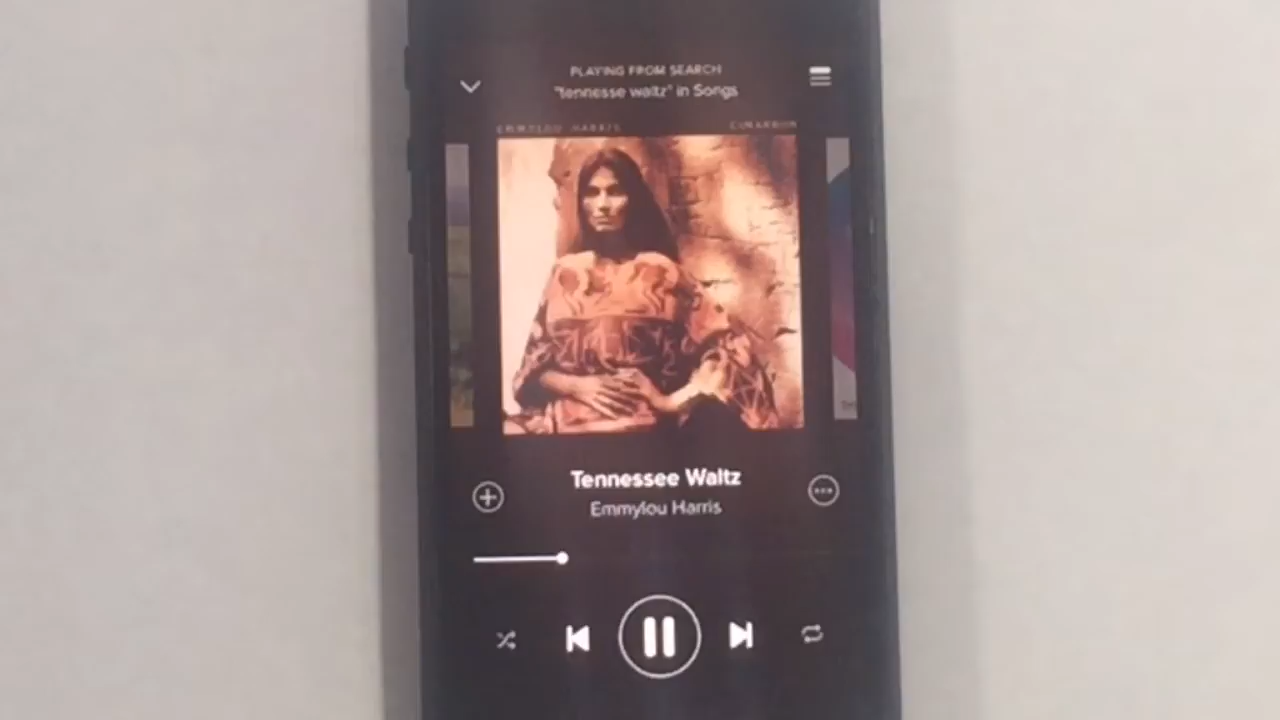 PLAYING FROM SEARCH
"tennesse waltz" in Songs
EMMYLOU HARRIS CIMARRON
Tennessee Waltz
Emmylou Harris